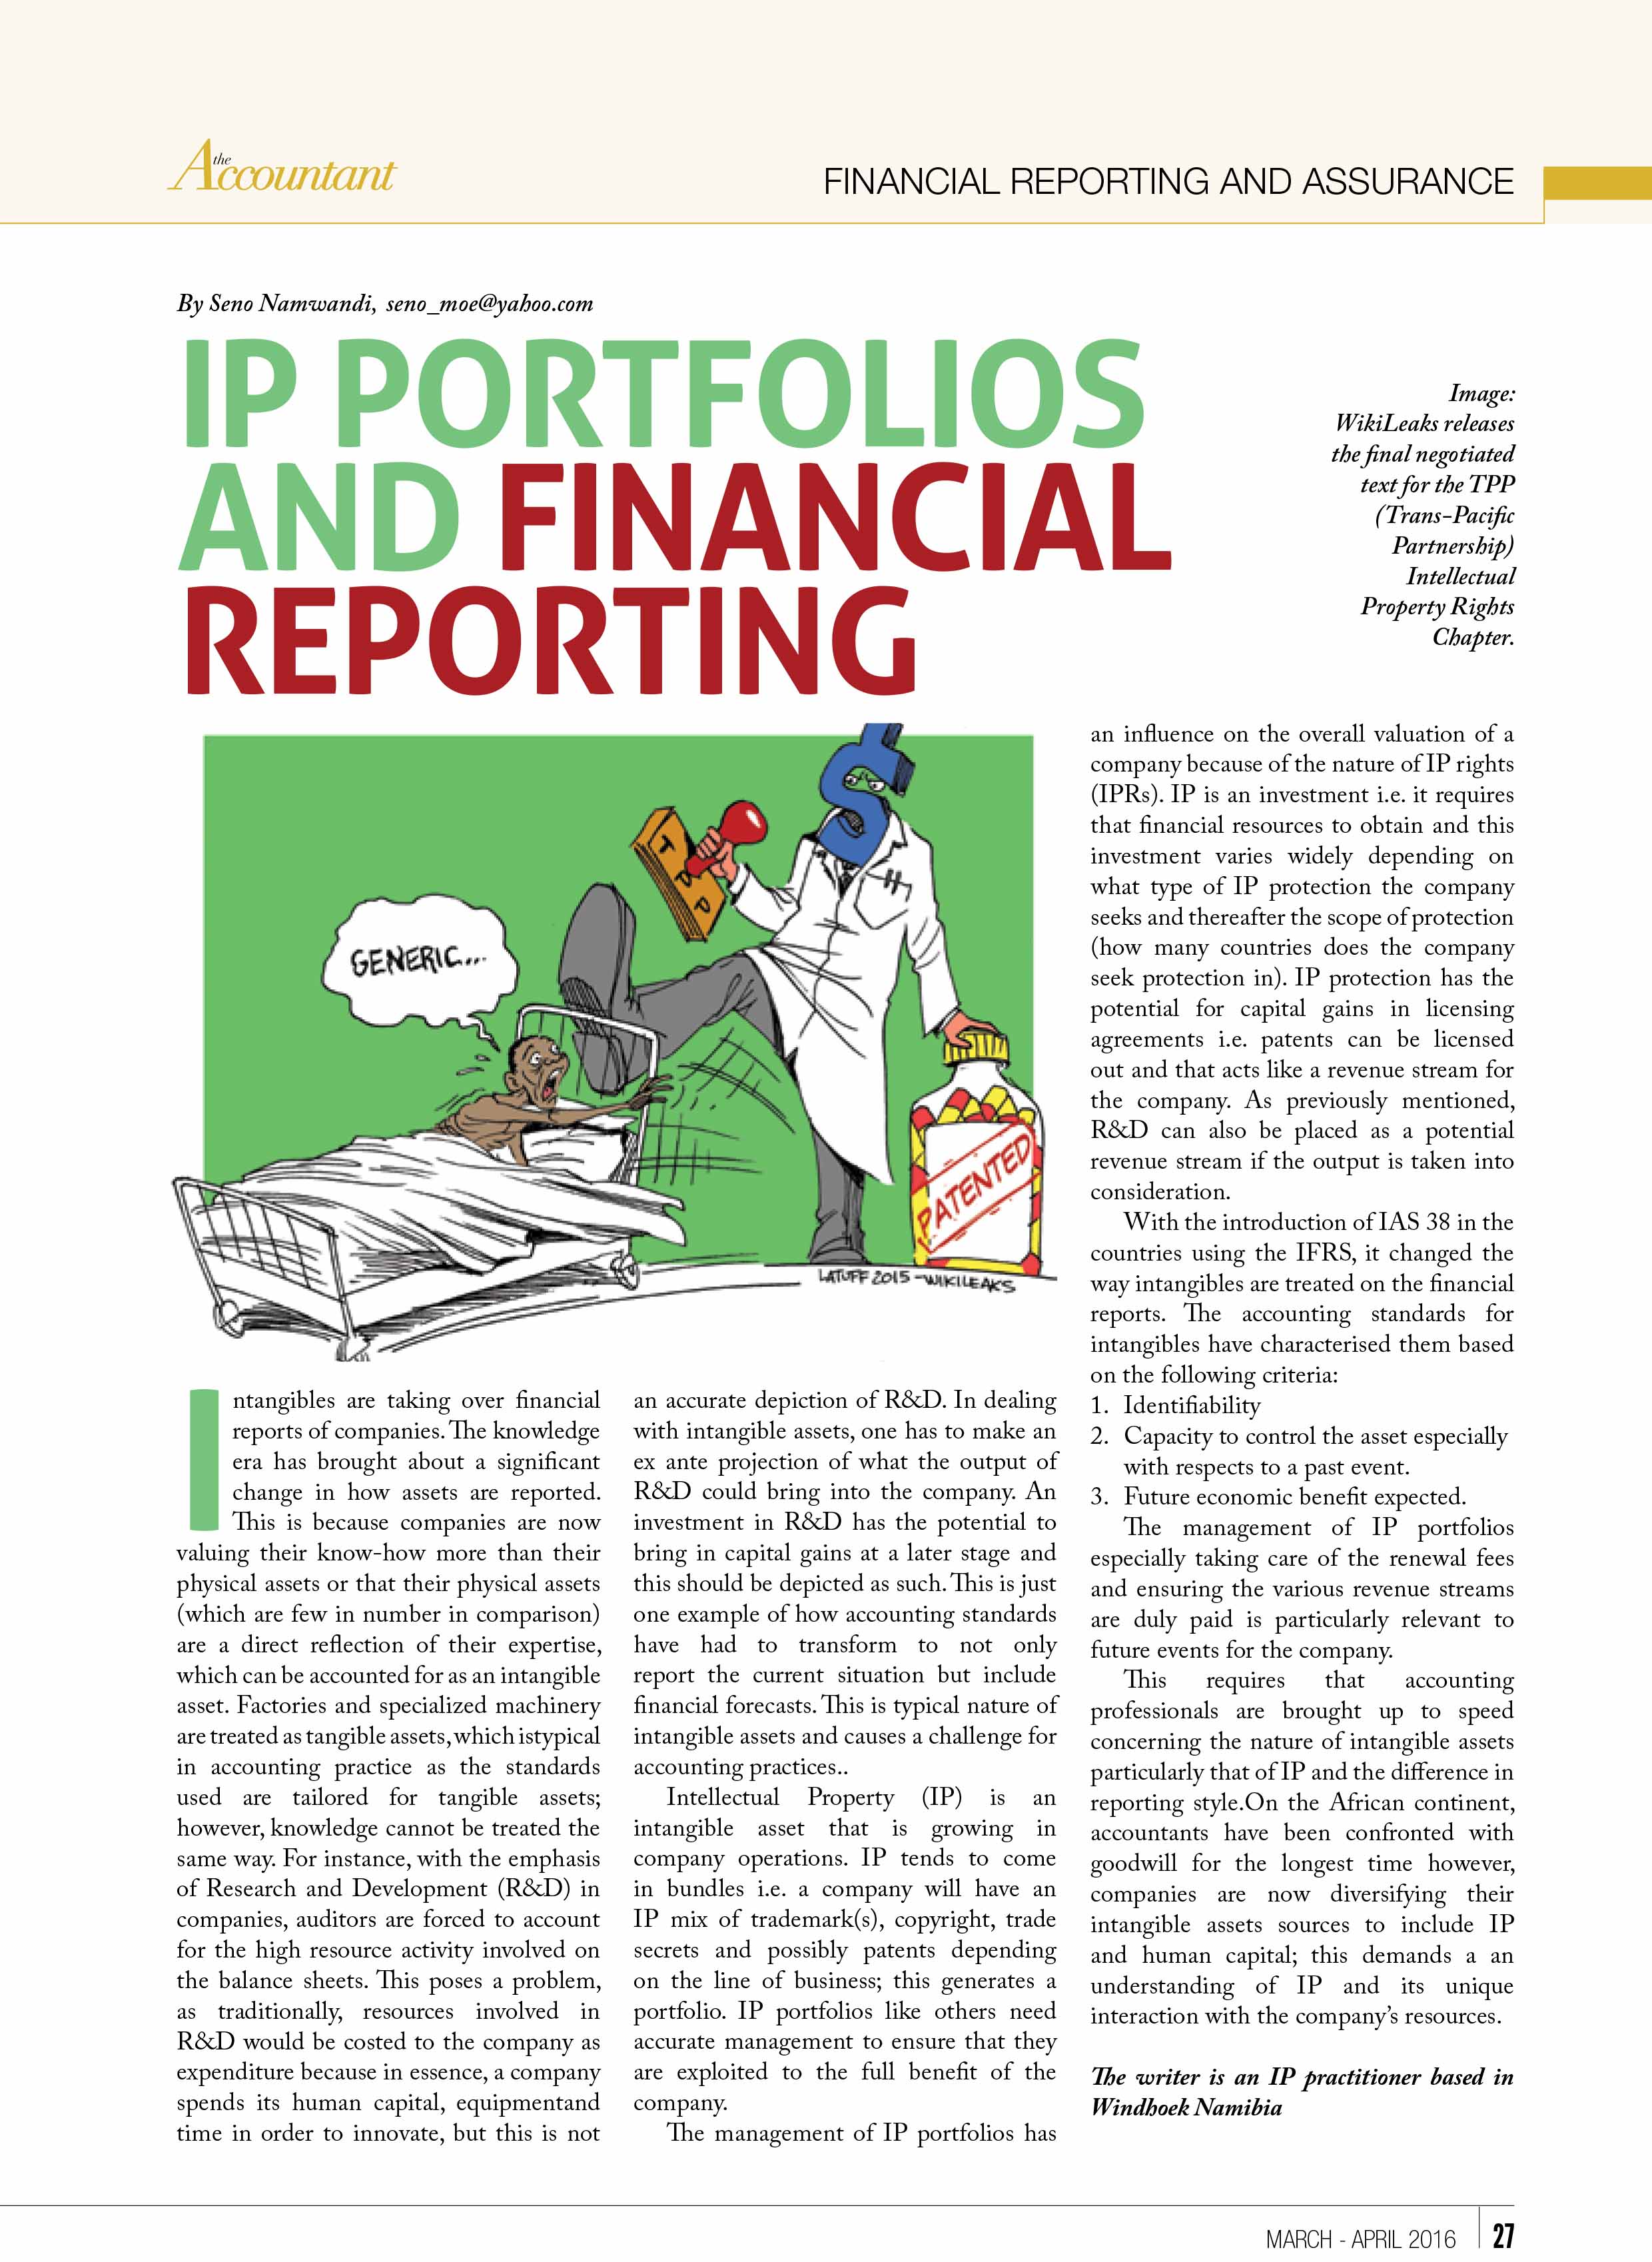 the Accountant
FINANCIAL REPORTING AND ASSURANCE
By Seno Namwandi, seno_moe@yahoo.com
IP PORTFOLIOS
AND FINANCIAL
REPORTING
Image:
WikiLeaks releases
the final negotiated
text for the TPP
(Trans-Pacific
Partnership)
Intellectual
Property Rights
Chapter.
GENERIC...
TPP
PATENTED
LATUFF 2015 - WIKILEAKS
Intangibles are taking over financial
reports of companies. The knowledge
era has brought about a significant
change in how assets are reported.
This is because companies are now
valuing their know-how more than their
physical assets or that their physical assets
(which are few in number in comparison)
are a direct reflection of their expertise,
which can be accounted for as an intangible
asset. Factories and specialized machinery
are treated as tangible assets, which istypical
in accounting practice as the standards
used are tailored for tangible assets;
however, knowledge cannot be treated the
same way. For instance, with the emphasis
of Research and Development (R&D) in
companies, auditors are forced to account
for the high resource activity involved on
the balance sheets. This poses a problem,
as traditionally, resources involved in
R&D would be costed to the company as
expenditure because in essence, a company
spends its human capital, equipmentand
time in order to innovate, but this is not
an accurate depiction of R&D. In dealing
with intangible assets, one has to make an
ex ante projection of what the output of
R&D could bring into the company. An
investment in R&D has the potential to
bring in capital gains at a later stage and
this should be depicted as such. This is just
one example of how accounting standards
have had to transform to not only
report the current situation but include
financial forecasts. This is typical nature of
intangible assets and causes a challenge for
accounting practices..
Intellectual Property (IP) is an
intangible asset that is growing in
company operations. IP tends to come
in bundles i.e. a company will have an
IP mix of trademark(s), copyright, trade
secrets and possibly patents depending
on the line of business; this generates a
portfolio. IP portfolios like others need
accurate management to ensure that they
are exploited to the full benefit of the
company.
The management of IP portfolios has
an influence on the overall valuation of a
company because of the nature of IP rights
(IPRs). IP is an investment i.e. it requires
that financial resources to obtain and this
investment varies widely depending on
what type of IP protection the company
seeks and thereafter the scope of protection
(how many countries does the company
seek protection in). IP protection has the
potential for capital gains in licensing
agreements i.e. patents can be licensed
out and that acts like a revenue stream for
the company. As previously mentioned,
R&D can also be placed as a potential
revenue stream if the output is taken into
consideration.
With the introduction of IAS 38 in the
countries using the IFRS, it changed the
way intangibles are treated on the financial
reports. The accounting standards for
intangibles have characterised them based
on the following criteria:
1. Identifiability
2. Capacity to control the asset especially
with respects to a past event.
3. Future economic benefit expected.
The management of IP portfolios
especially taking care of the renewal fees
and ensuring the various revenue streams
are duly paid is particularly relevant to
future events for the company.
This requires that accounting
professionals are brought up to speed
concerning the nature of intangible assets
particularly that of IP and the difference in
reporting style.On the African continent,
accountants have been confronted with
goodwill for the longest time however,
companies are now diversifying their
intangible assets sources to include IP
and human capital; this demands a an
understanding of IP and its unique
interaction with the company's resources.
The writer is an IP practitioner based in
Windhoek Namibia
MARCH - APRIL 2016 27